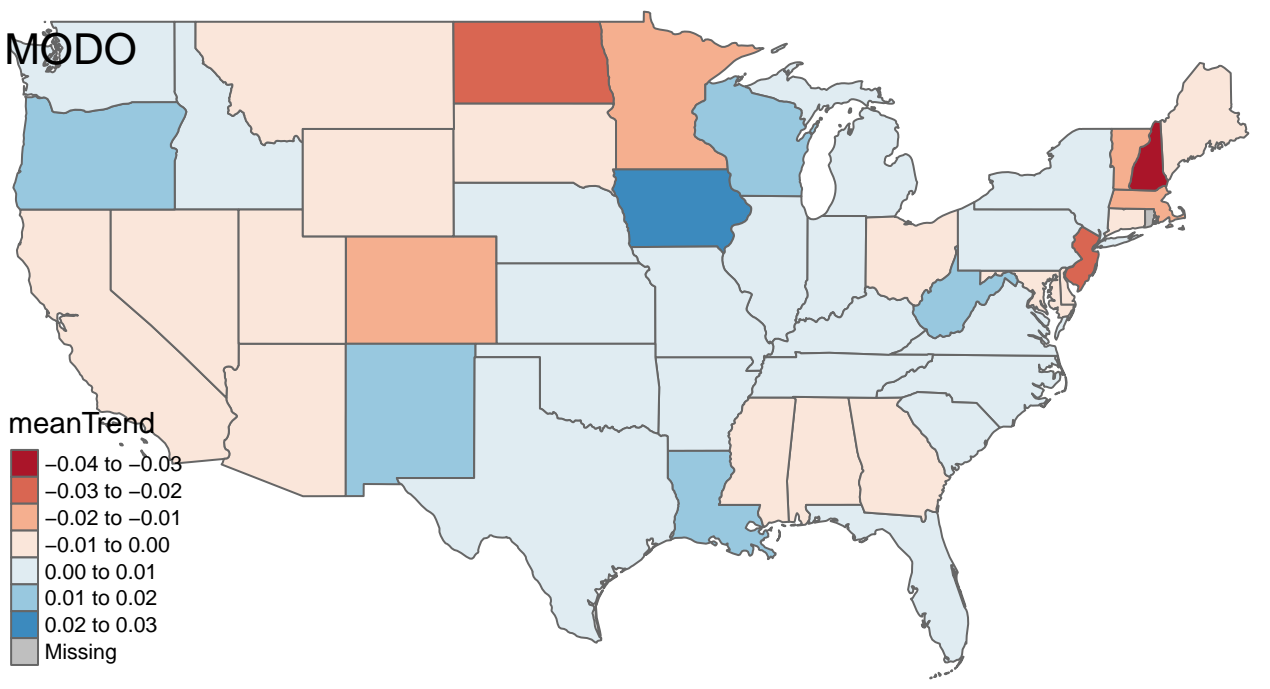 MODO
meanTrend
−0.04 to −0.03
−0.03 to −0.02
−0.02 to −0.01
−0.01 to 0.00
0.00 to 0.01
0.01 to 0.02
0.02 to 0.03
Missing